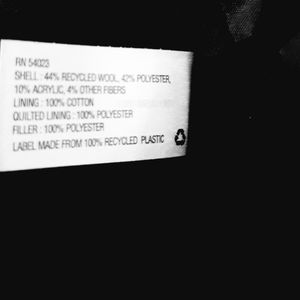 RN 54023
SHELL : 44% RECYCLED WOOL, 42% POLYESTER,
10% ACRYLIC, 4% OTHER FIBERS
LINING : 100% COTTON
QUILTED LINING : 100% POLYESTER
FILLER : 100% POLYESTER
LABEL MADE FROM 100% RECYCLED PLASTIC